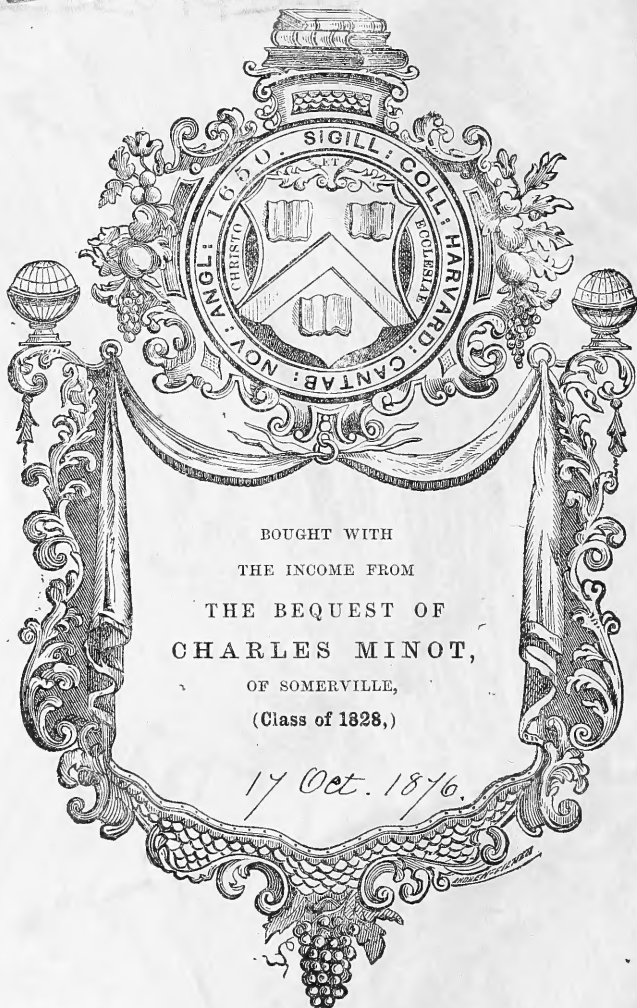 SIGILL: COLL: HARVARD: CANTAB: NOV: ANGL: 1650.
ET
CHRISTO
ECCLESIAE
BOUGHT WITH
THE INCOME FROM
THE BEQUEST OF
CHARLES MINOT,
OF SOMERVILLE,
(Class of 1828,)
17 Oct. 1876.